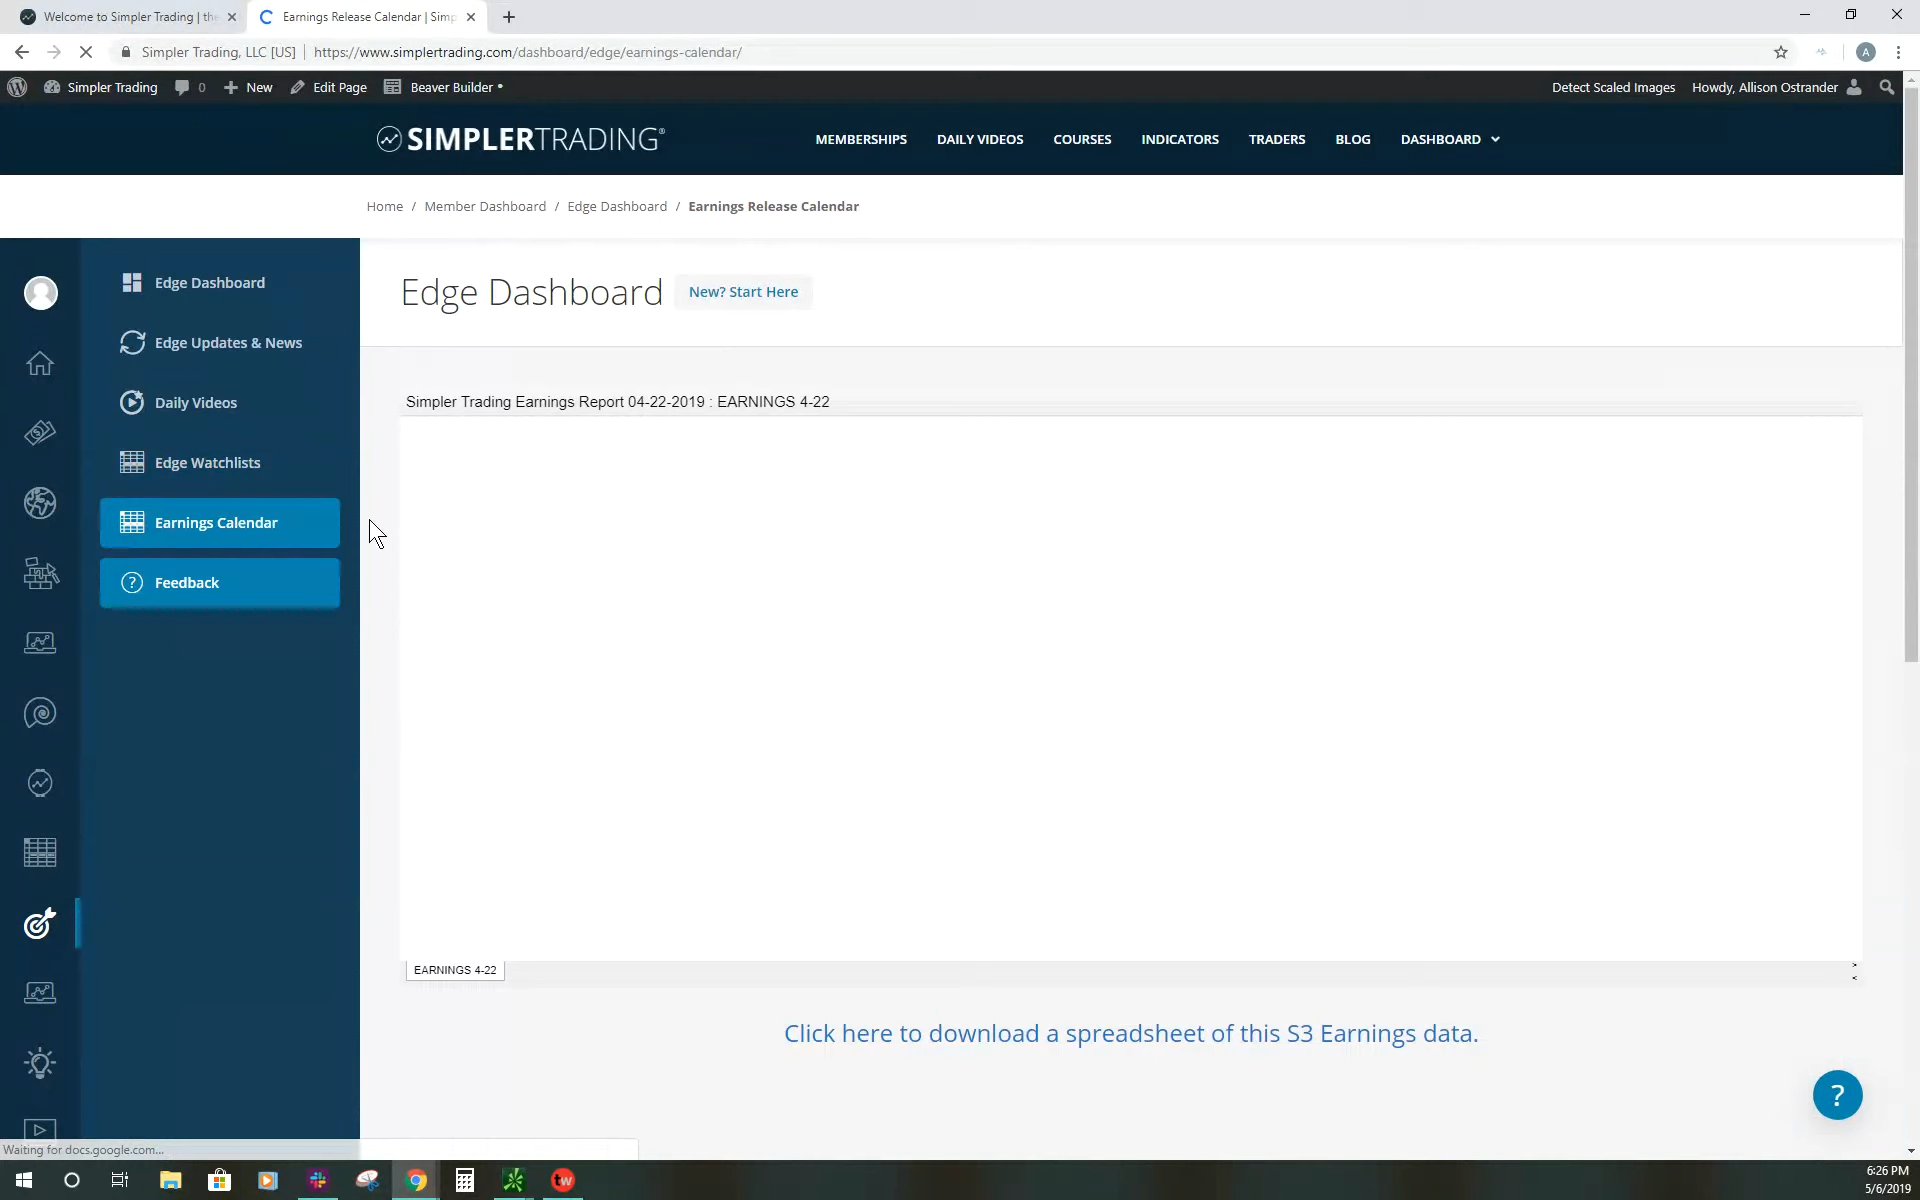 Welcome to Simpler Trading | the
Earnings Release Calendar | Simp
Simpler Trading, LLC [US]
https://www.simplertrading.com/dashboard/edge/earnings-calendar/
A
Simpler Trading
0
New
Edit Page
Beaver Builder
Detect Scaled Images
Howdy, Allison Ostrander
SIMPLERTRADING®
MEMBERSHIPS
DAILY VIDEOS
COURSES
INDICATORS
TRADERS
BLOG
DASHBOARD
Home / Member Dashboard / Edge Dashboard / Earnings Release Calendar
Edge Dashboard
Edge Updates & News
Daily Videos
Edge Watchlists
Earnings Calendar
? Feedback
Edge Dashboard
New? Start Here
Simpler Trading Earnings Report 04-22-2019 : EARNINGS 4-22
EARNINGS 4-22
Click here to download a spreadsheet of this S3 Earnings data.
?
Waiting for docs.google.com...
tw
6:26 PM
5/6/2019